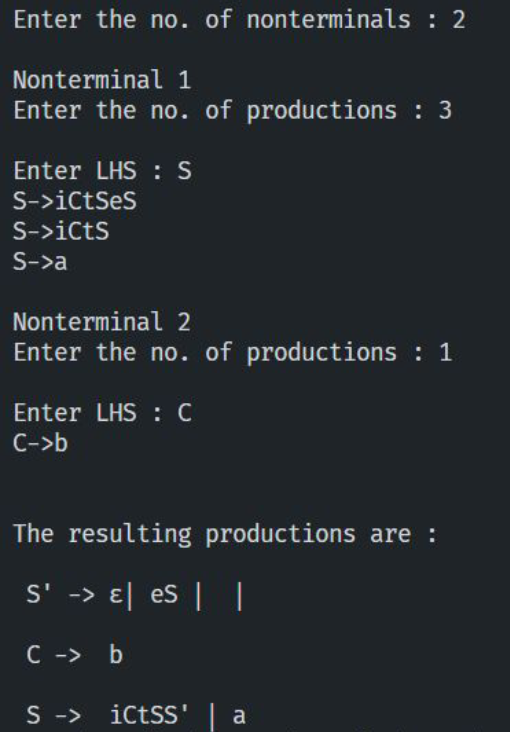 Enter the no. of nonterminals : 2
Nonterminal 1
Enter the no. of productions : 3
Enter LHS : S
S->iCtSeS
S->iCtS
S->a
Nonterminal 2
Enter the no. of productions : 1
Enter LHS : C
C->b
The resulting productions are :
S' -> ε| eS |  |
C ->  b
S ->  iCtSS' | a